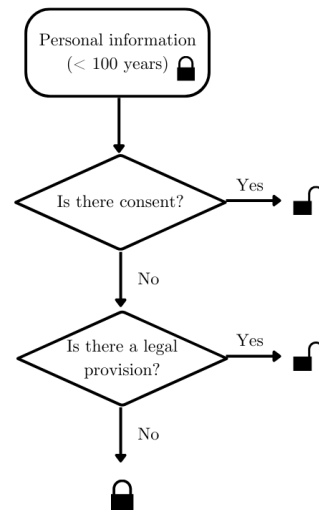 Personal information
(< 100 years)
Is there consent?
Yes
No
Is there a legal
provision?
Yes
No